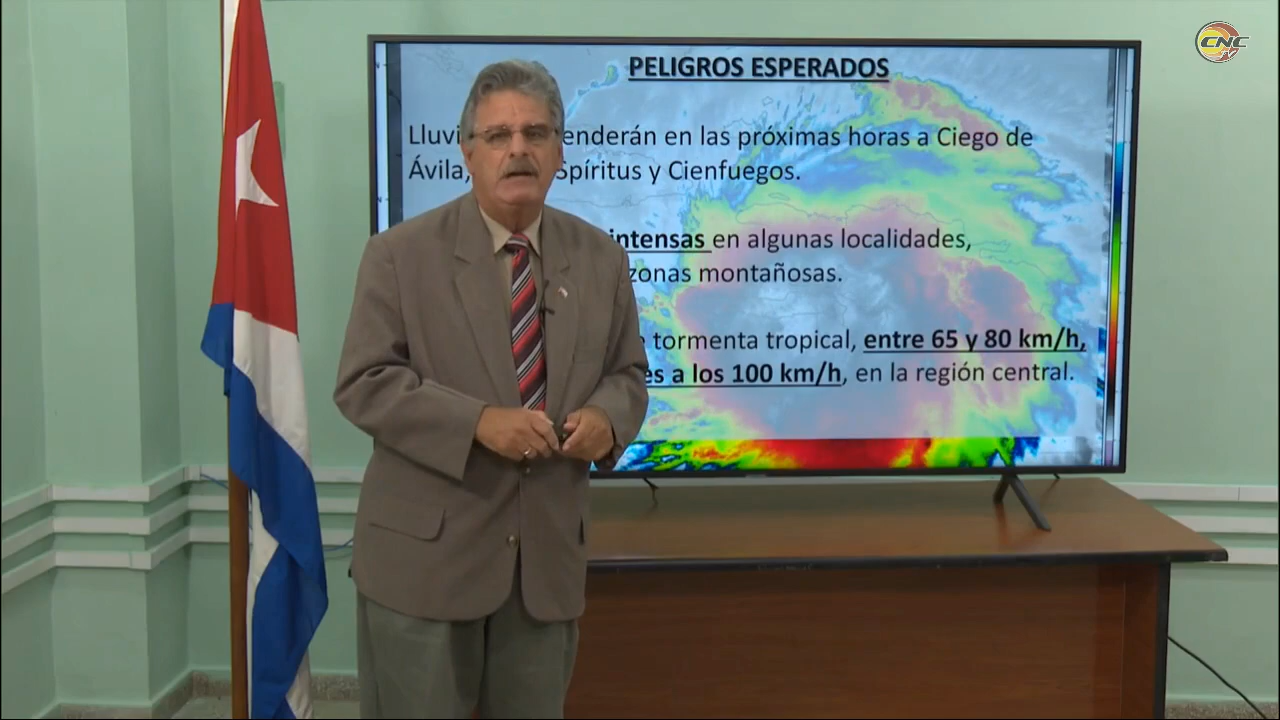 CNC
TV
PELIGROS ESPERADOS
Lluvi enderán en las próximas horas a Ciego de
Ávila, Spíritus y Cienfuegos.
intensas en algunas localidades,
zonas montañosas.
tormenta tropical, entre 65 y 80 km/h,
es a los 100 km/h, en la región central.